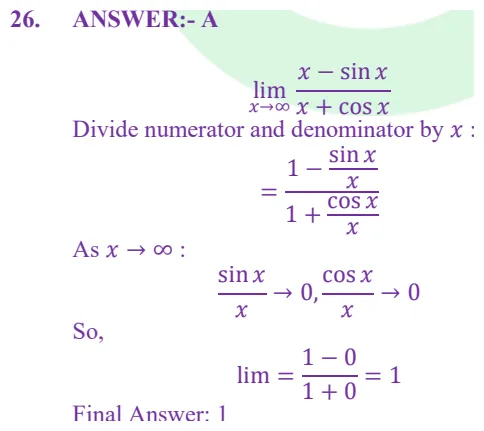 26. ANSWER:- A
lim x→∞ (x − sin x)/(x + cos x)
Divide numerator and denominator by x :
= (1 − (sin x)/x)/(1 + (cos x)/x)
As x → ∞ :
(sin x)/x → 0, (cos x)/x → 0
So,
lim = (1 − 0)/(1 + 0) = 1
Final Answer: 1